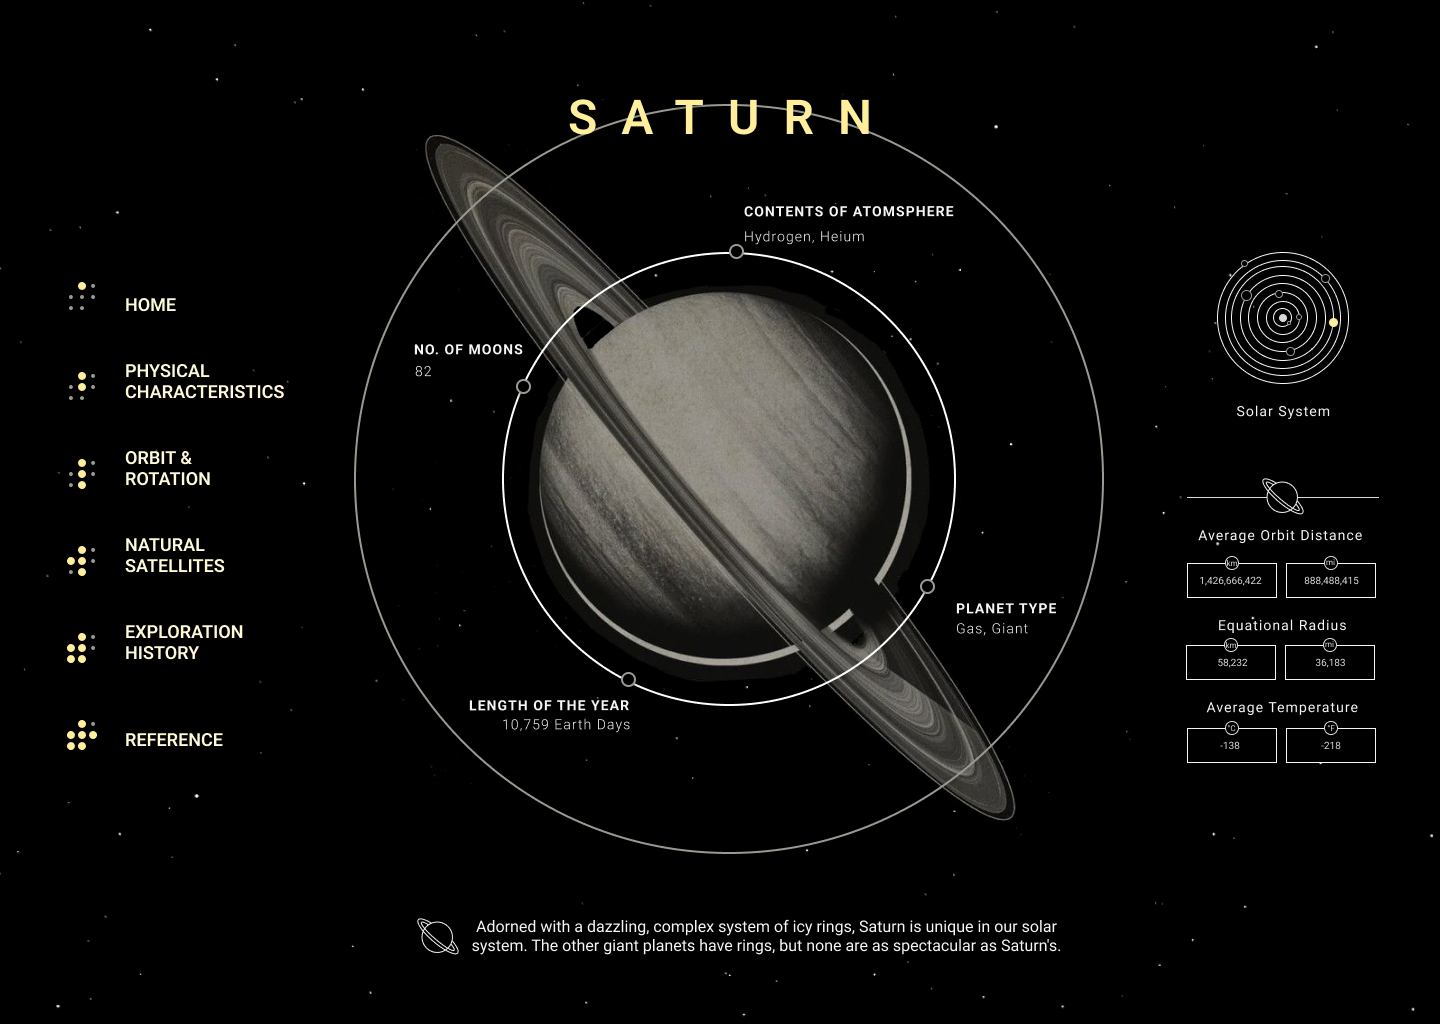 SATURN
CONTENTS OF ATOMSPHERE
Hydrogen, Heium
NO. OF MOONS
82
PLANET TYPE
Gas, Giant
LENGTH OF THE YEAR
10,759 Earth Days
HOME
PHYSICAL
CHARACTERISTICS
ORBIT &
ROTATION
NATURAL
SATELLITES
EXPLORATION
HISTORY
REFERENCE
Solar System
Average Orbit Distance
km mi
1,426,666,422 888,488,415
Equational Radius
km mi
58,232 36,183
Average Temperature
°C °F
-138 -218
Adorned with a dazzling, complex system of icy rings, Saturn is unique in our solar
system. The other giant planets have rings, but none are as spectacular as Saturn's.